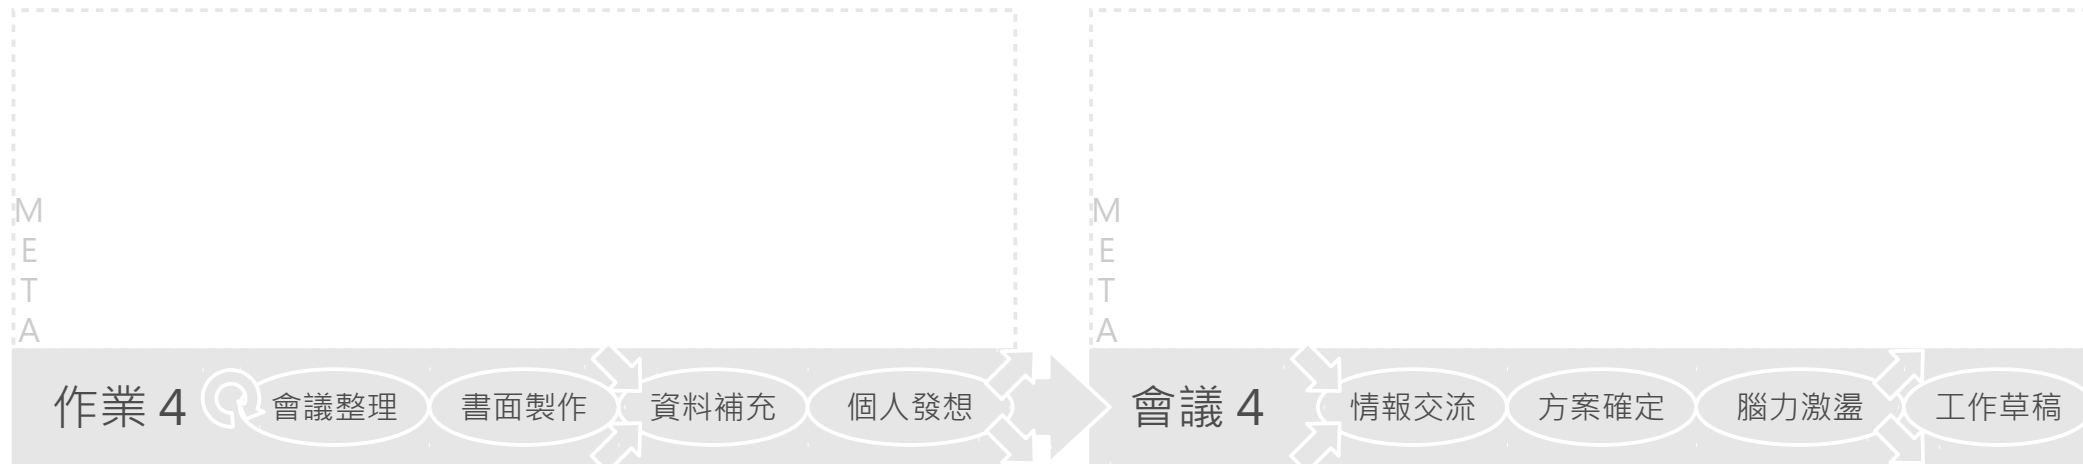 META
META
作業 4
會議整理
書面製作
資料補充
個人發想
會議 4
情報交流
方案確定
腦力激盪
工作草稿